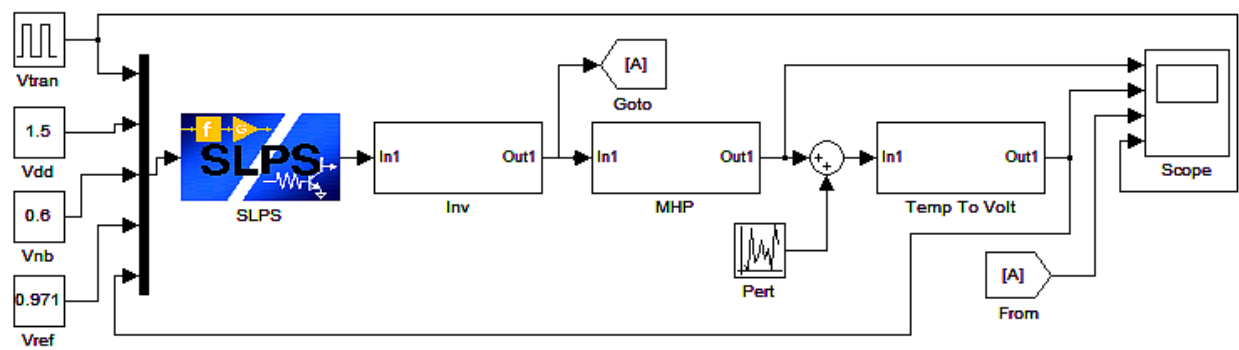 Vtran
1.5
Vdd
0.6
Vnb
0.971
Vref
f
G
SLPS
SLPS
In1
Out1
Inv
[A]
Goto
In1
Out1
MHP
+
+
Pert
In1
Out1
Temp To Volt
[A]
From
Scope